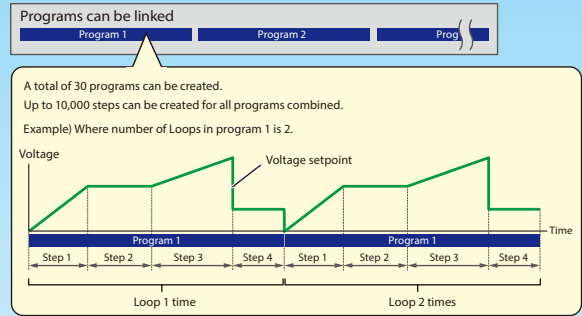 Programs can be linked
Program 1 Program 2 Prog
A total of 30 programs can be created.
Up to 10,000 steps can be created for all programs combined.
Example) Where number of Loops in program 1 is 2.
Voltage
Voltage setpoint
Time
Program 1 Program 1
Step 1 Step 2 Step 3 Step 4 Step 1 Step 2 Step 3 Step 4
Loop 1 time Loop 2 times